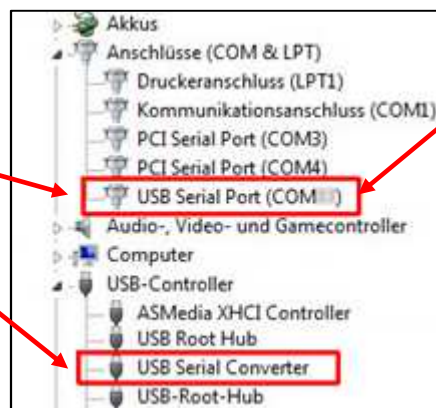 Akkus
Anschlüsse (COM & LPT)
Druckeranschluss (LPT1)
Kommunikationsanschluss (COM1)
PCI Serial Port (COM3)
PCI Serial Port (COM4)
USB Serial Port (COM )
Audio-, Video- und Gamecontroller
Computer
USB-Controller
ASMedia XHCI Controller
USB Root Hub
USB Serial Converter
USB-Root-Hub